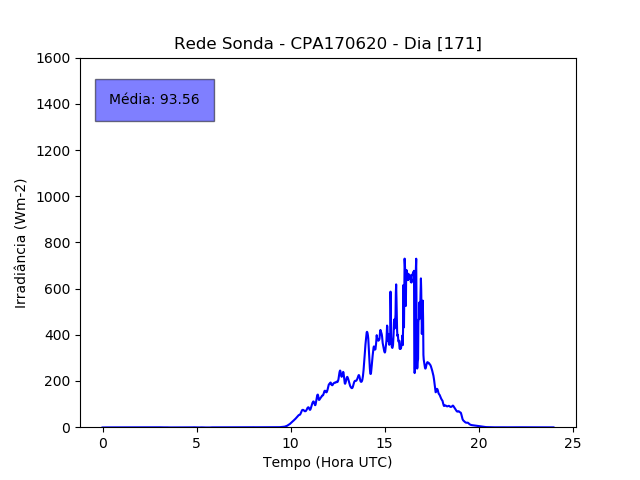 Rede Sonda - CPA170620 - Dia [171]
1600
1400
1200
1000
800
600
400
200
0
Média: 93.56
Irradiância (Wm-2)
0 5 10 15 20 25
Tempo (Hora UTC)